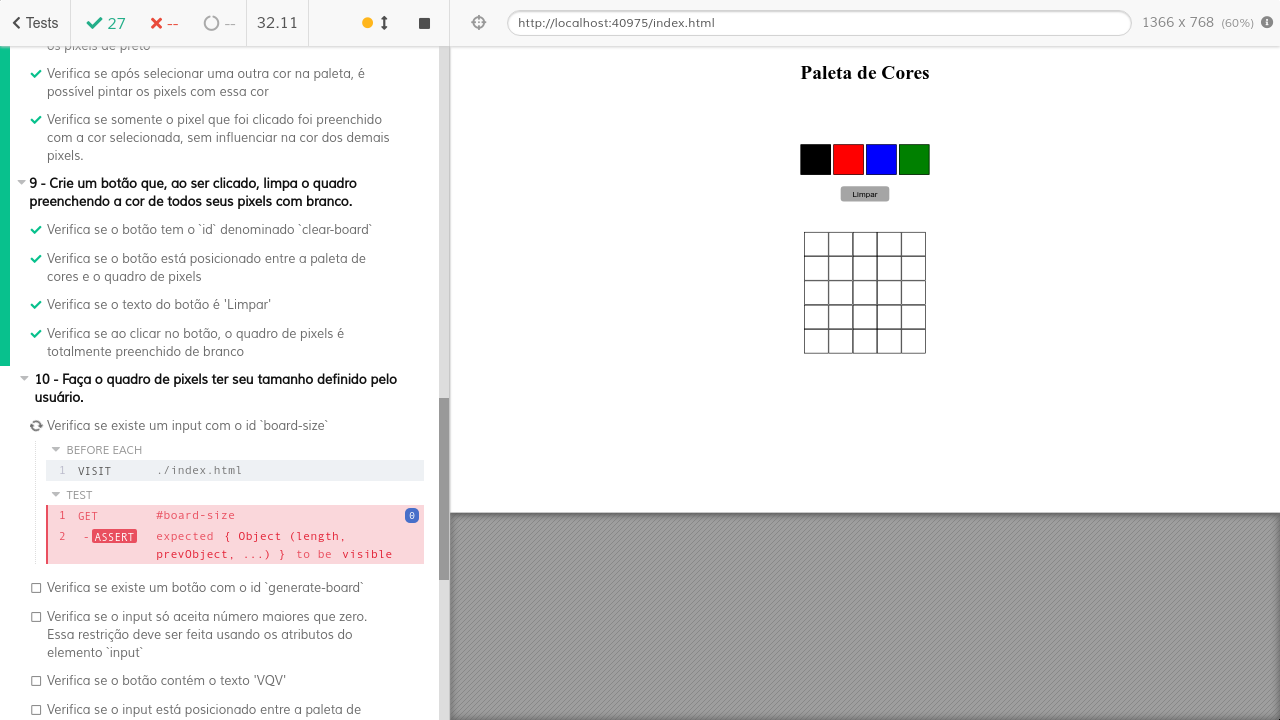 Tests
27
--
--
32.11
http://localhost:40975/index.html
1366 x 768 (60%)
os pixels de preto
Verifica se após selecionar uma outra cor na paleta, é
possível pintar os pixels com essa cor
Verifica se somente o pixel que foi clicado foi preenchido
com a cor selecionada, sem influenciar na cor dos demais
pixels.
9 - Crie um botão que, ao ser clicado, limpa o quadro
preenchendo a cor de todos seus pixels com branco.
Verifica se o botão tem o `id` denominado `clear-board`
Verifica se o botão está posicionado entre a paleta de
cores e o quadro de pixels
Verifica se o texto do botão é 'Limpar'
Verifica se ao clicar no botão, o quadro de pixels é
totalmente preenchido de branco
10 - Faça o quadro de pixels ter seu tamanho definido pelo
usuário.
Verifica se existe um input com o id `board-size`
BEFORE EACH
1 VISIT ./index.html
TEST
1 GET #board-size 0
2 -ASSERT expected { Object (length,
prevObject, ...) } to be visible
Verifica se existe um botão com o id `generate-board`
Verifica se o input só aceita número maiores que zero.
Essa restrição deve ser feita usando os atributos do
elemento `input`
Verifica se o botão contém o texto 'VQV'
Verifica se o input está posicionado entre a paleta de
Paleta de Cores
Limpar